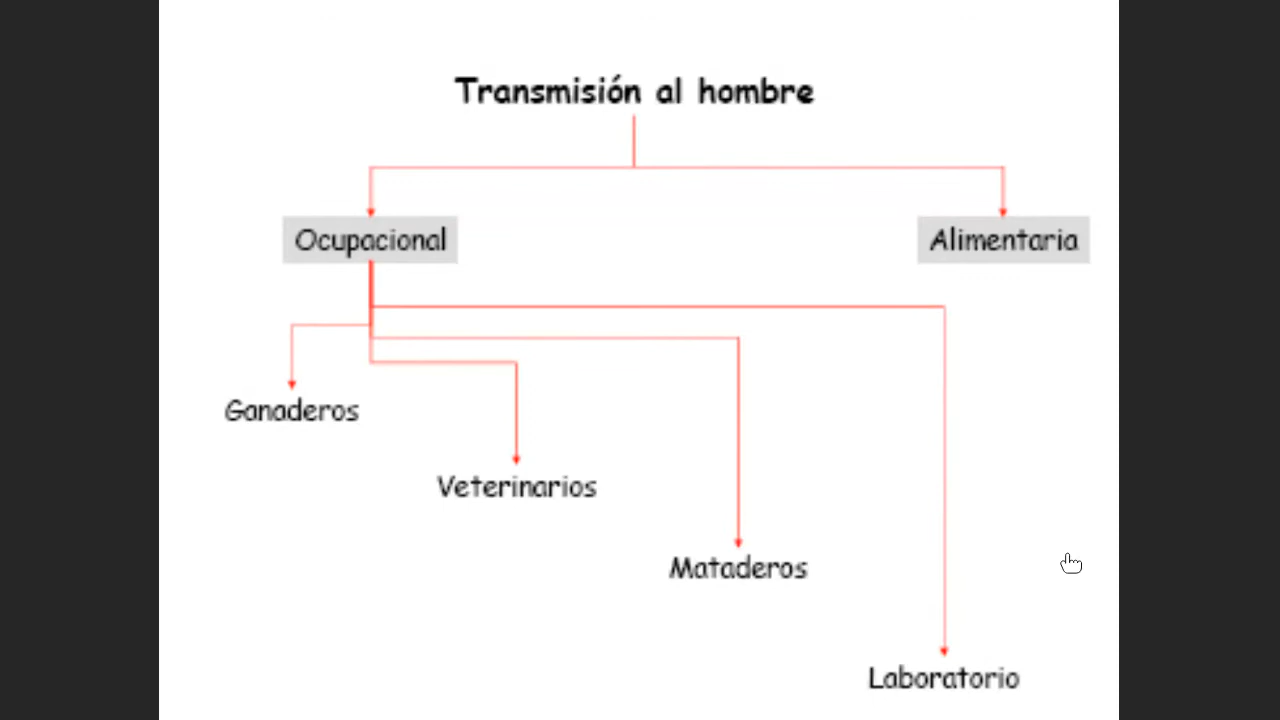 Transmisión al hombre
Ocupacional
Alimentaria
Ganaderos
Veterinarios
Mataderos
Laboratorio